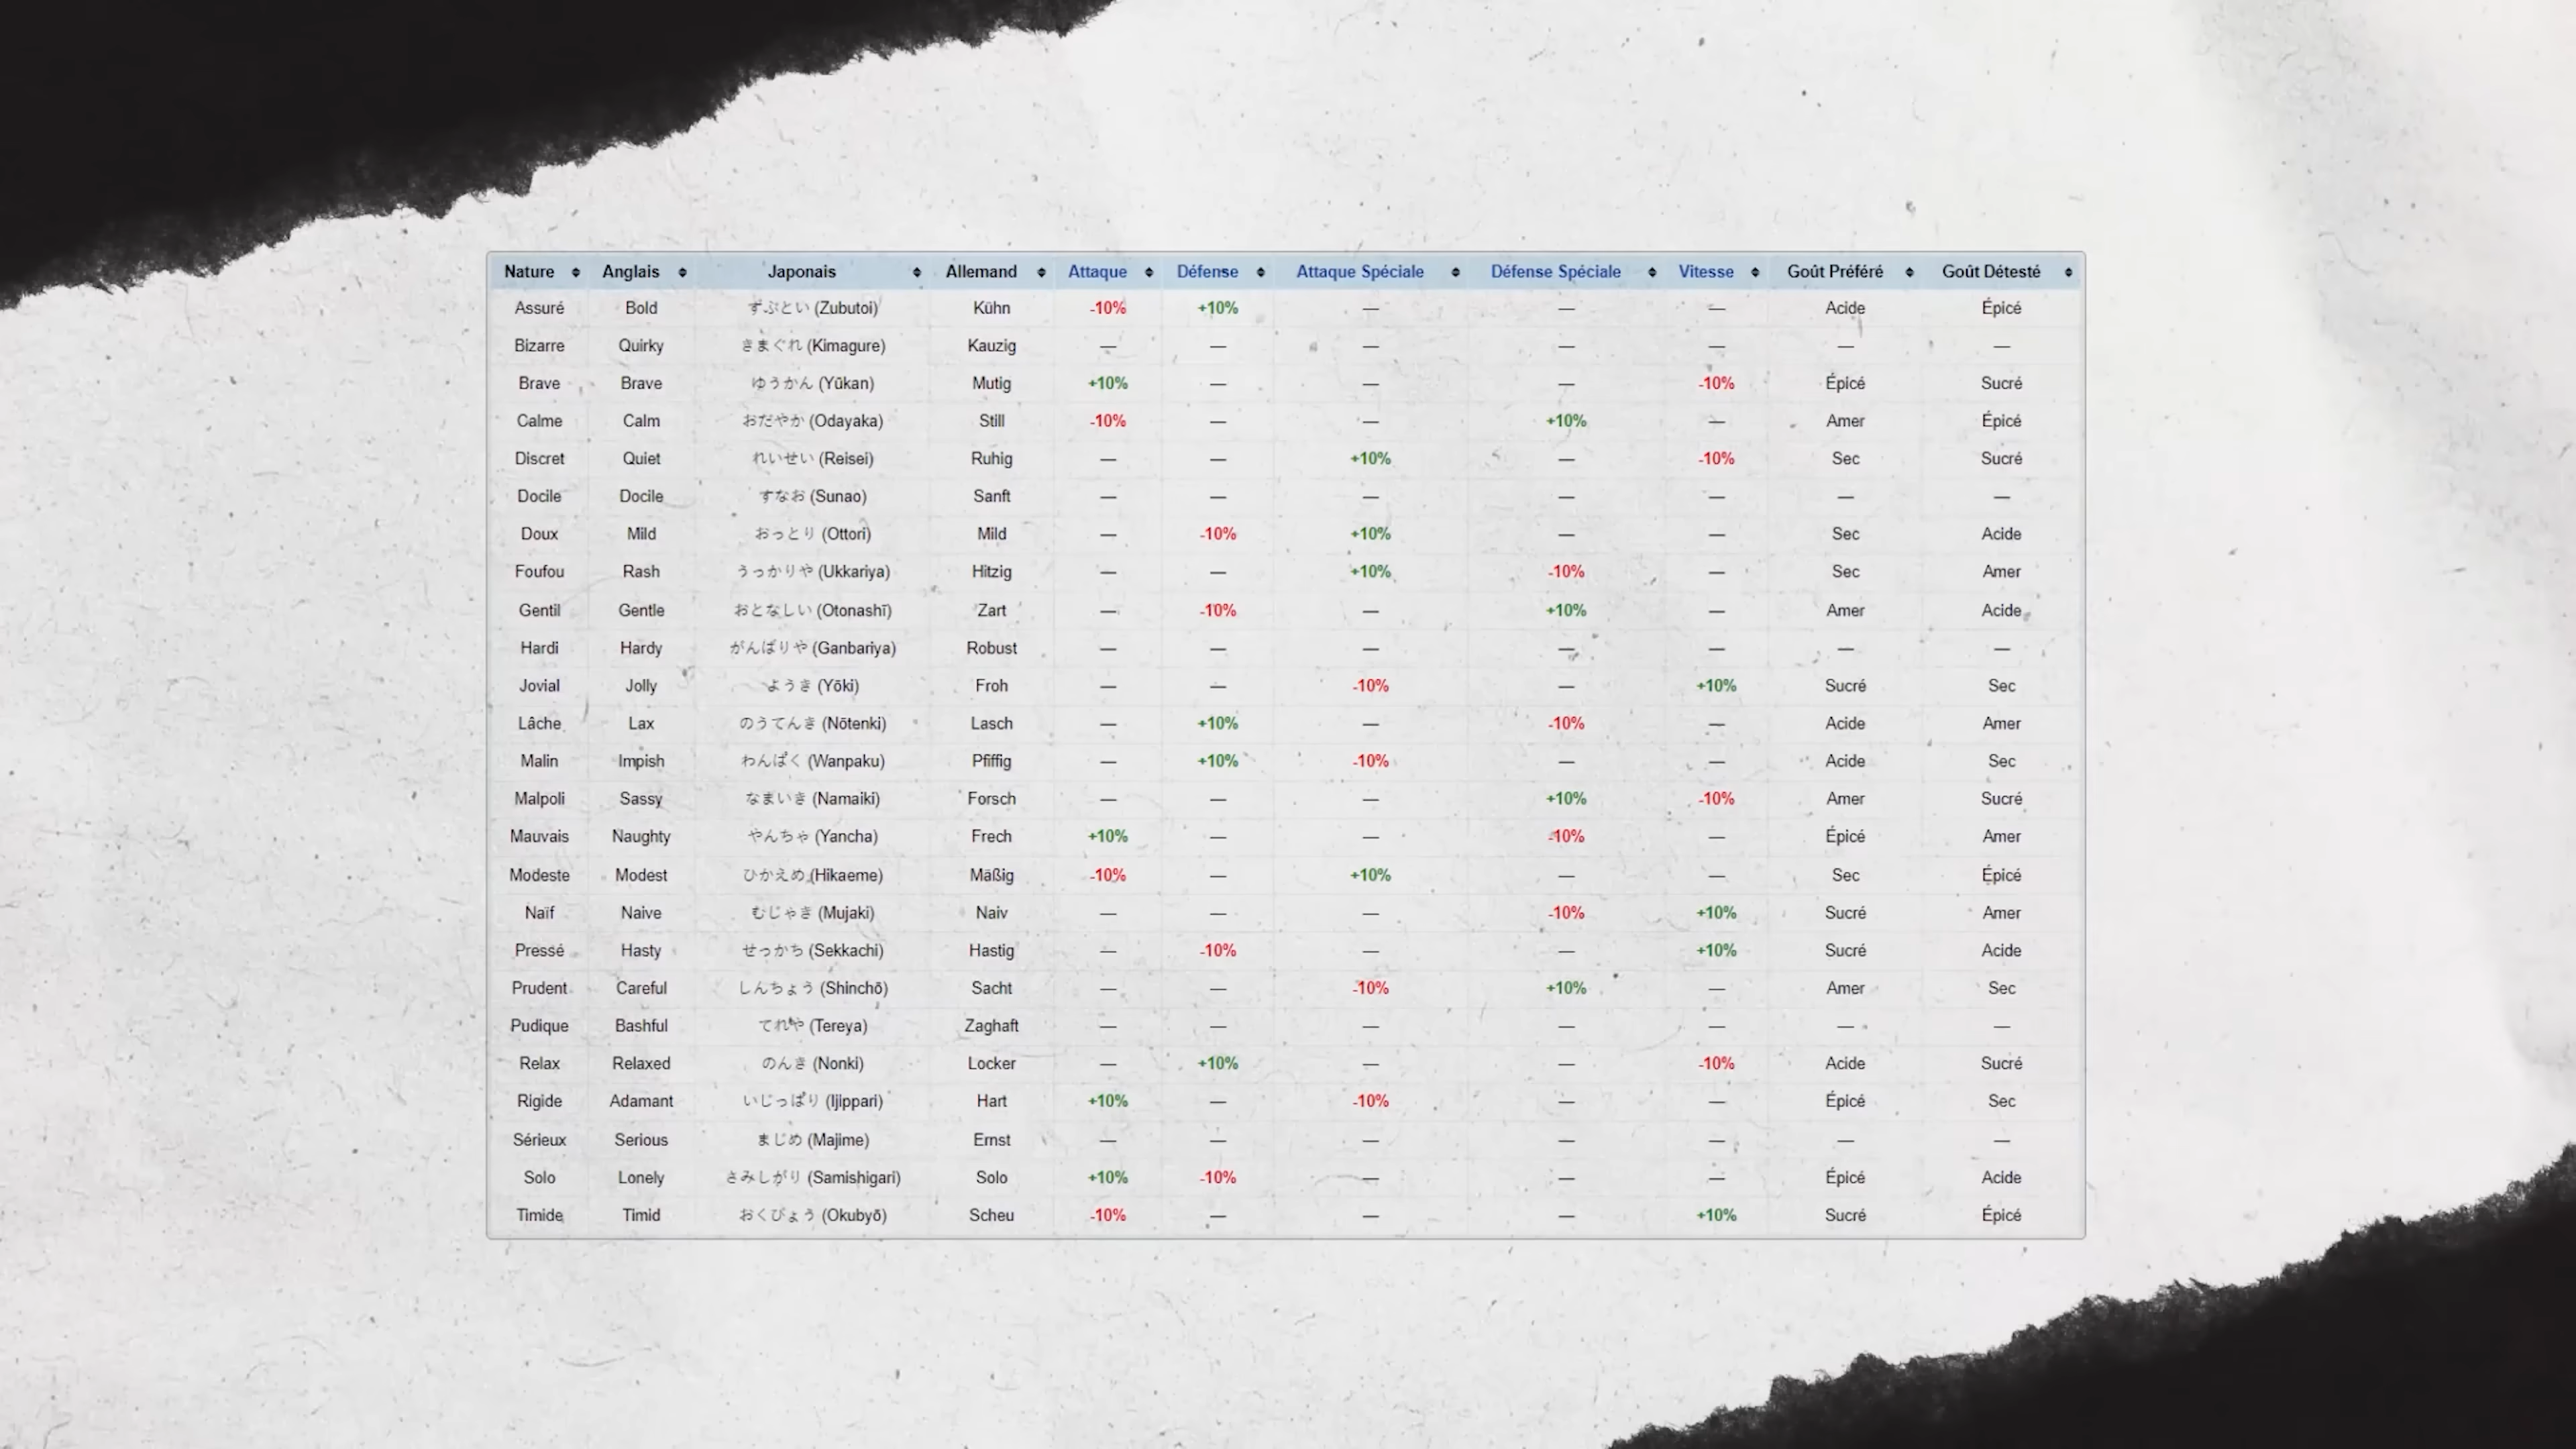 Nature Anglais Japonais Allemand Attaque Défense Attaque Spéciale Défense Spéciale Vitesse Goût Préféré Goût Détesté
Assuré Bold ずぶとい (Zubutoi) Kühn -10% +10% — — — Acide Épicé
Bizarre Quirky きまぐれ (Kimagure) Kauzig — — — — — — —
Brave Brave ゆうかん (Yūkan) Mutig +10% — — — -10% Épicé Sucré
Calme Calm おだやか (Odayaka) Still -10% — — +10% — Amer Épicé
Discret Quiet れいせい (Reisei) Ruhig — — +10% — -10% Sec Sucré
Docile Docile すなお (Sunao) Sanft — — — — — — —
Doux Mild おっとり (Ottori) Mild — -10% +10% — — Sec Acide
Foufou Rash うっかりや (Ukkariya) Hitzig — — +10% -10% — Sec Amer
Gentil Gentle おとなしい (Otonashī) Zart — -10% — +10% — Amer Acide
Hardi Hardy がんばりや (Ganbariya) Robust — — — — — — —
Jovial Jolly ようき (Yōki) Froh — — -10% — +10% Sucré Sec
Lâche Lax のうてんき (Nōtenki) Lasch — +10% — -10% — Acide Amer
Malin Impish わんぱく (Wanpaku) Pfiffig — +10% -10% — — Acide Sec
Malpoli Sassy なまいき (Namaiki) Forsch — — — +10% -10% Amer Sucré
Mauvais Naughty やんちゃ (Yancha) Frech +10% — — -10% — Épicé Amer
Modeste Modest ひかえめ (Hikaeme) Mäßig -10% — +10% — — Sec Épicé
Naïf Naive むじゃき (Mujaki) Naiv — — — -10% +10% Sucré Amer
Pressé Hasty せっかち (Sekkachi) Hastig — -10% — — +10% Sucré Acide
Prudent Careful しんちょう (Shinchō) Sacht — — -10% +10% — Amer Sec
Pudique Bashful てれや (Tereya) Zaghaft — — — — — — —
Relax Relaxed のんき (Nonki) Locker — +10% — — -10% Acide Sucré
Rigide Adamant いじっぱり (Ijippari) Hart +10% — -10% — — Épicé Sec
Sérieux Serious まじめ (Majime) Ernst — — — — — — —
Solo Lonely さみしがり (Samishigari) Solo +10% -10% — — — Épicé Acide
Timide Timid おくびょう (Okubyō) Scheu -10% — — — +10% Sucré Épicé